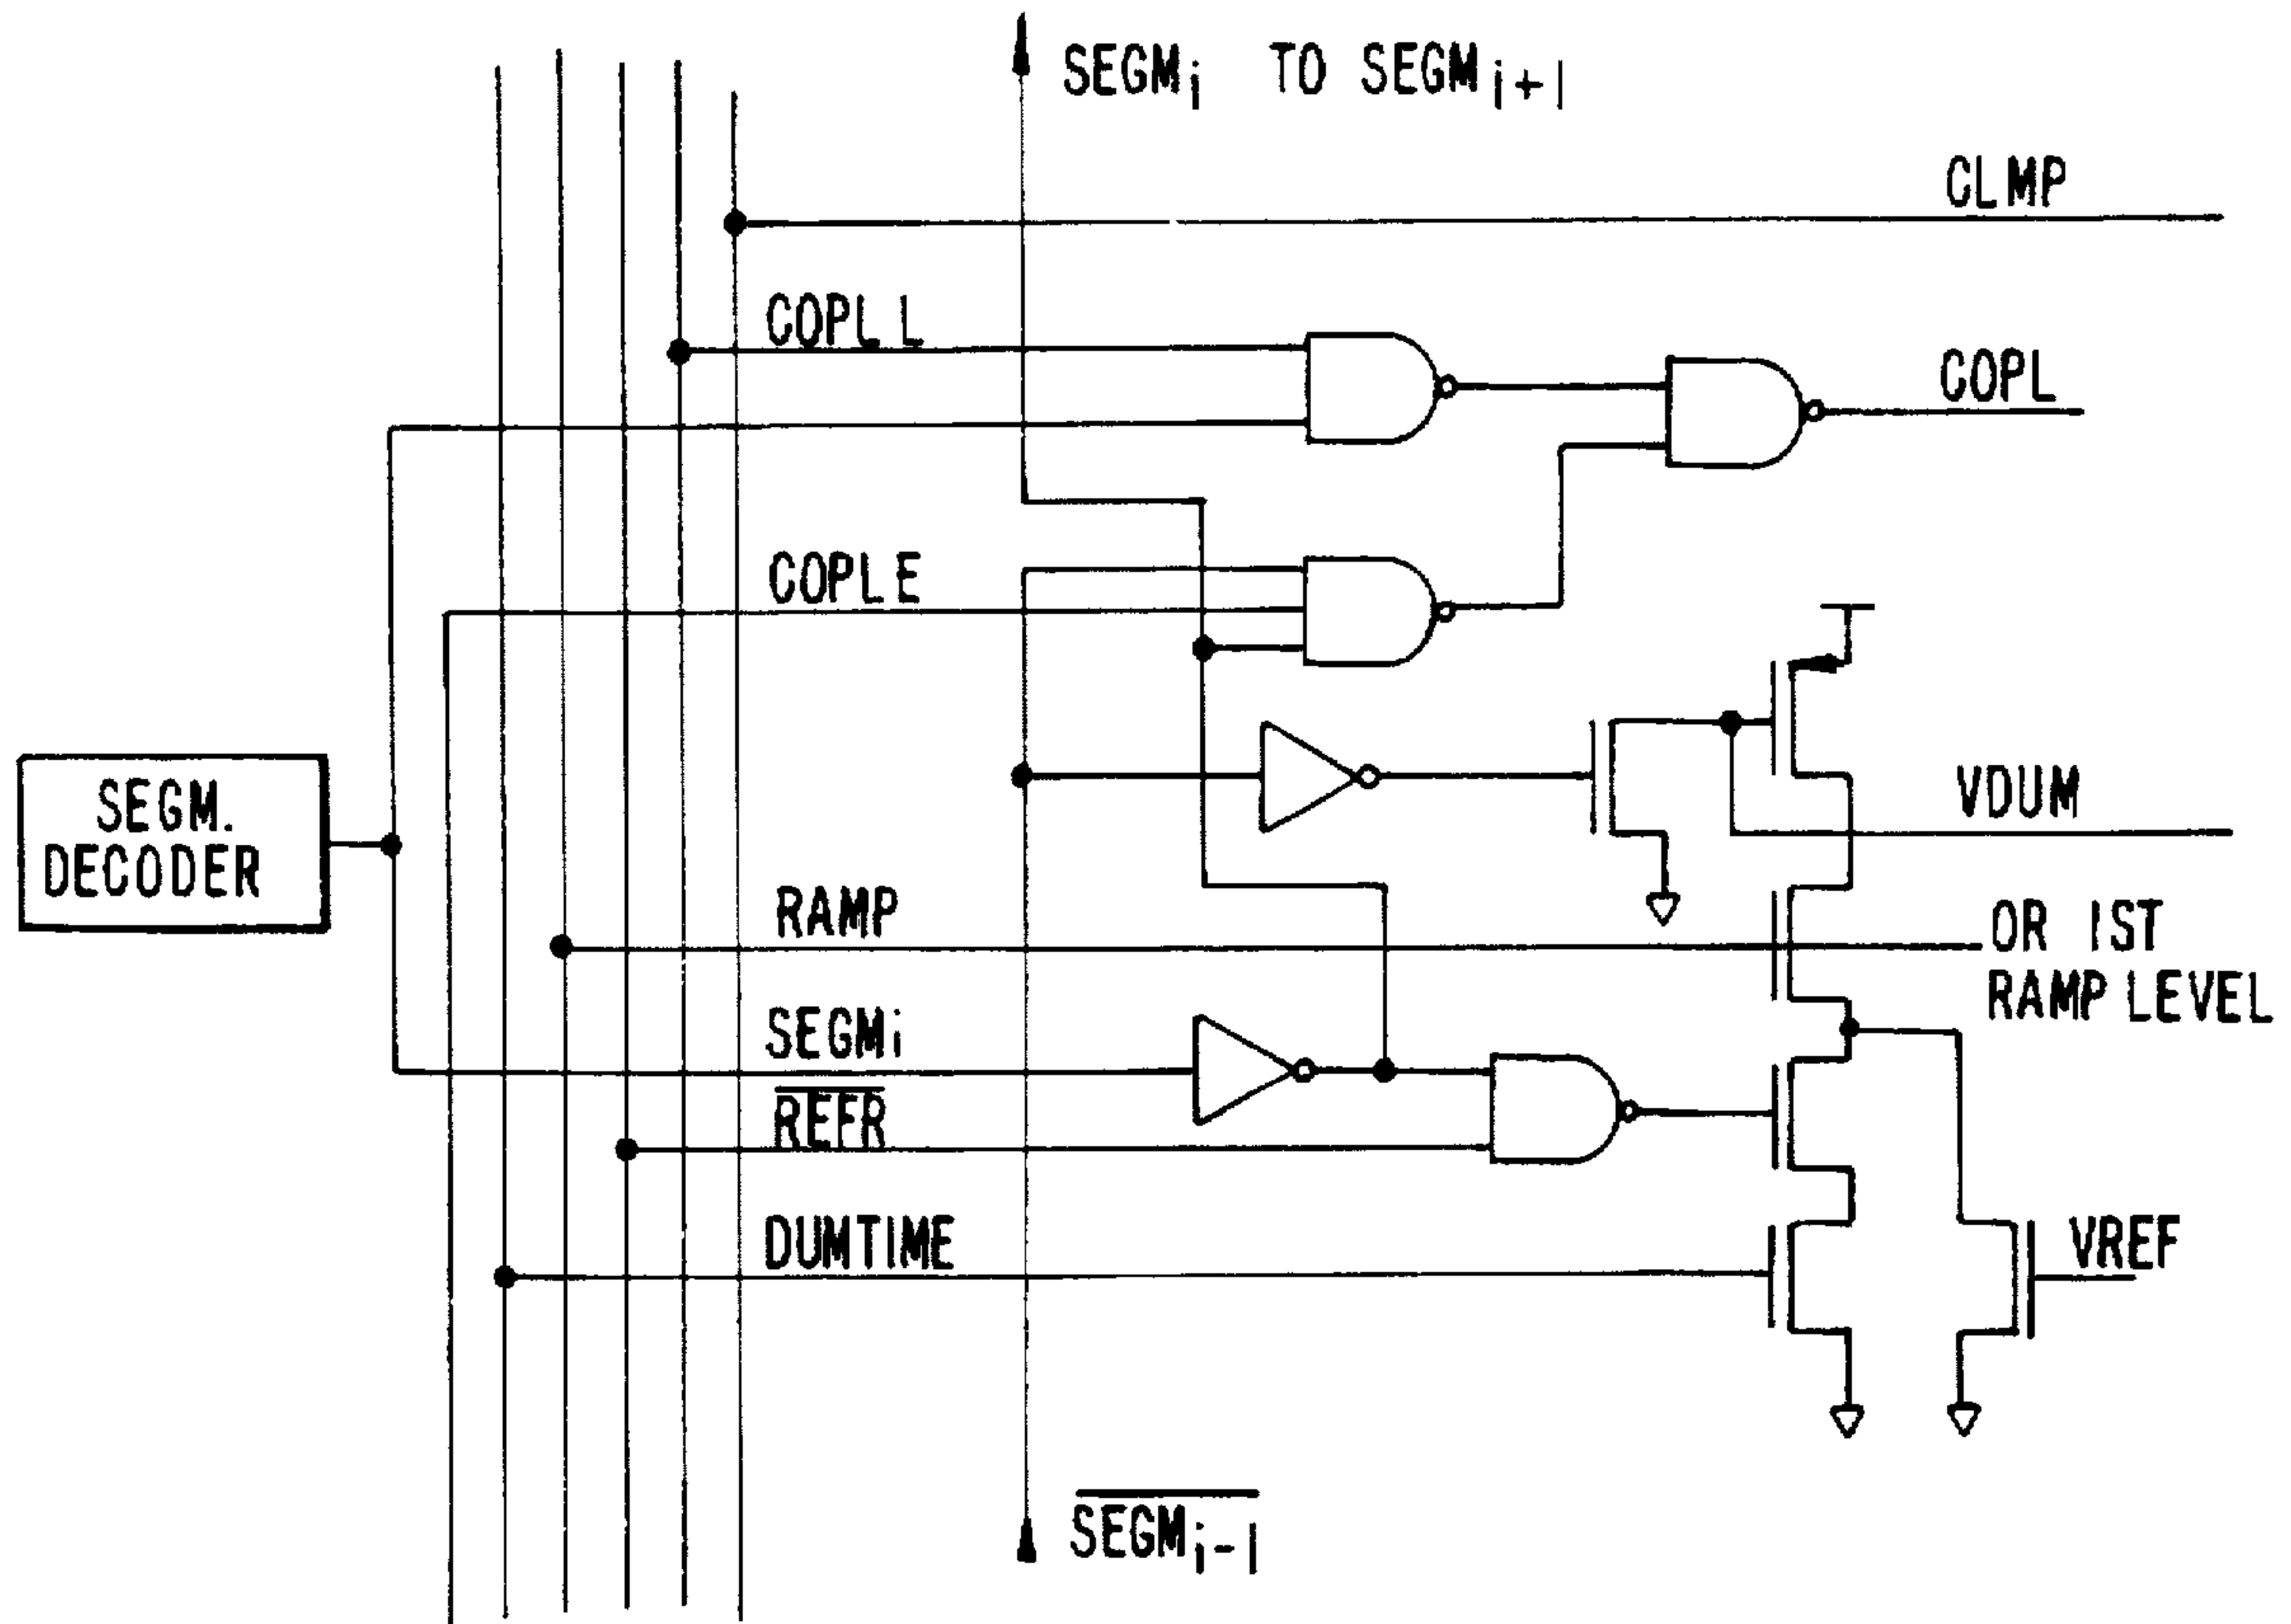 SEGMi TO SEGMi+1
CLMP
COPLL
COPL
COPLE
SEGM.
DECODER
VDUM
RAMP
OR 1ST
RAMP LEVEL
SEGMi
REFR
DUMTIME
VREF
SEGMi-1